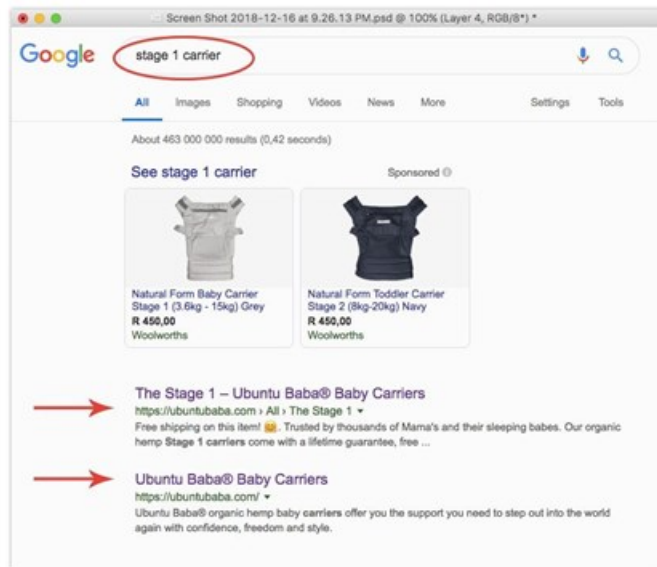 Screen Shot 2018-12-16 at 9.26.13 PM.psd @ 100% (Layer 4, RGB/8*) *
Google
stage 1 carrier
All Images Shopping Videos News More Settings Tools
About 463 000 000 results (0,42 seconds)
See stage 1 carrier
Sponsored
Natural Form Baby Carrier
Stage 1 (3.6kg - 15kg) Grey
R 450,00
Woolworths
Natural Form Toddler Carrier
Stage 2 (8kg-20kg) Navy
R 450,00
Woolworths
The Stage 1 – Ubuntu Baba® Baby Carriers
https://ubuntubaba.com › All › The Stage 1
Free shipping on this item! 😀. Trusted by thousands of Mama's and their sleeping babes. Our organic
hemp Stage 1 carriers come with a lifetime guarantee, free ...
Ubuntu Baba® Baby Carriers
https://ubuntubaba.com/
Ubuntu Baba® organic hemp baby carriers offer you the support you need to step out into the world
again with confidence, freedom and style.